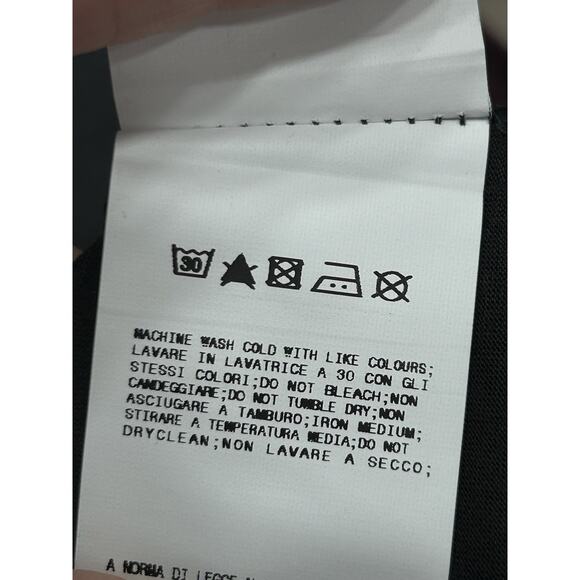 30
MACHINE WASH COLD WITH LIKE COLOURS;
LAVARE IN LAVATRICE A 30 CON GLI
STESSI COLORI;DO NOT BLEACH;NON
CANDEGGIARE;DO NOT TUMBLE DRY;NON
ASCIUGARE A TAMBURO;IRON MEDIUM;
STIRARE A TEMPERATURA MEDIA;DO NOT
DRYCLEAN;NON LAVARE A SECCO;
A NORMA DI LEGGE